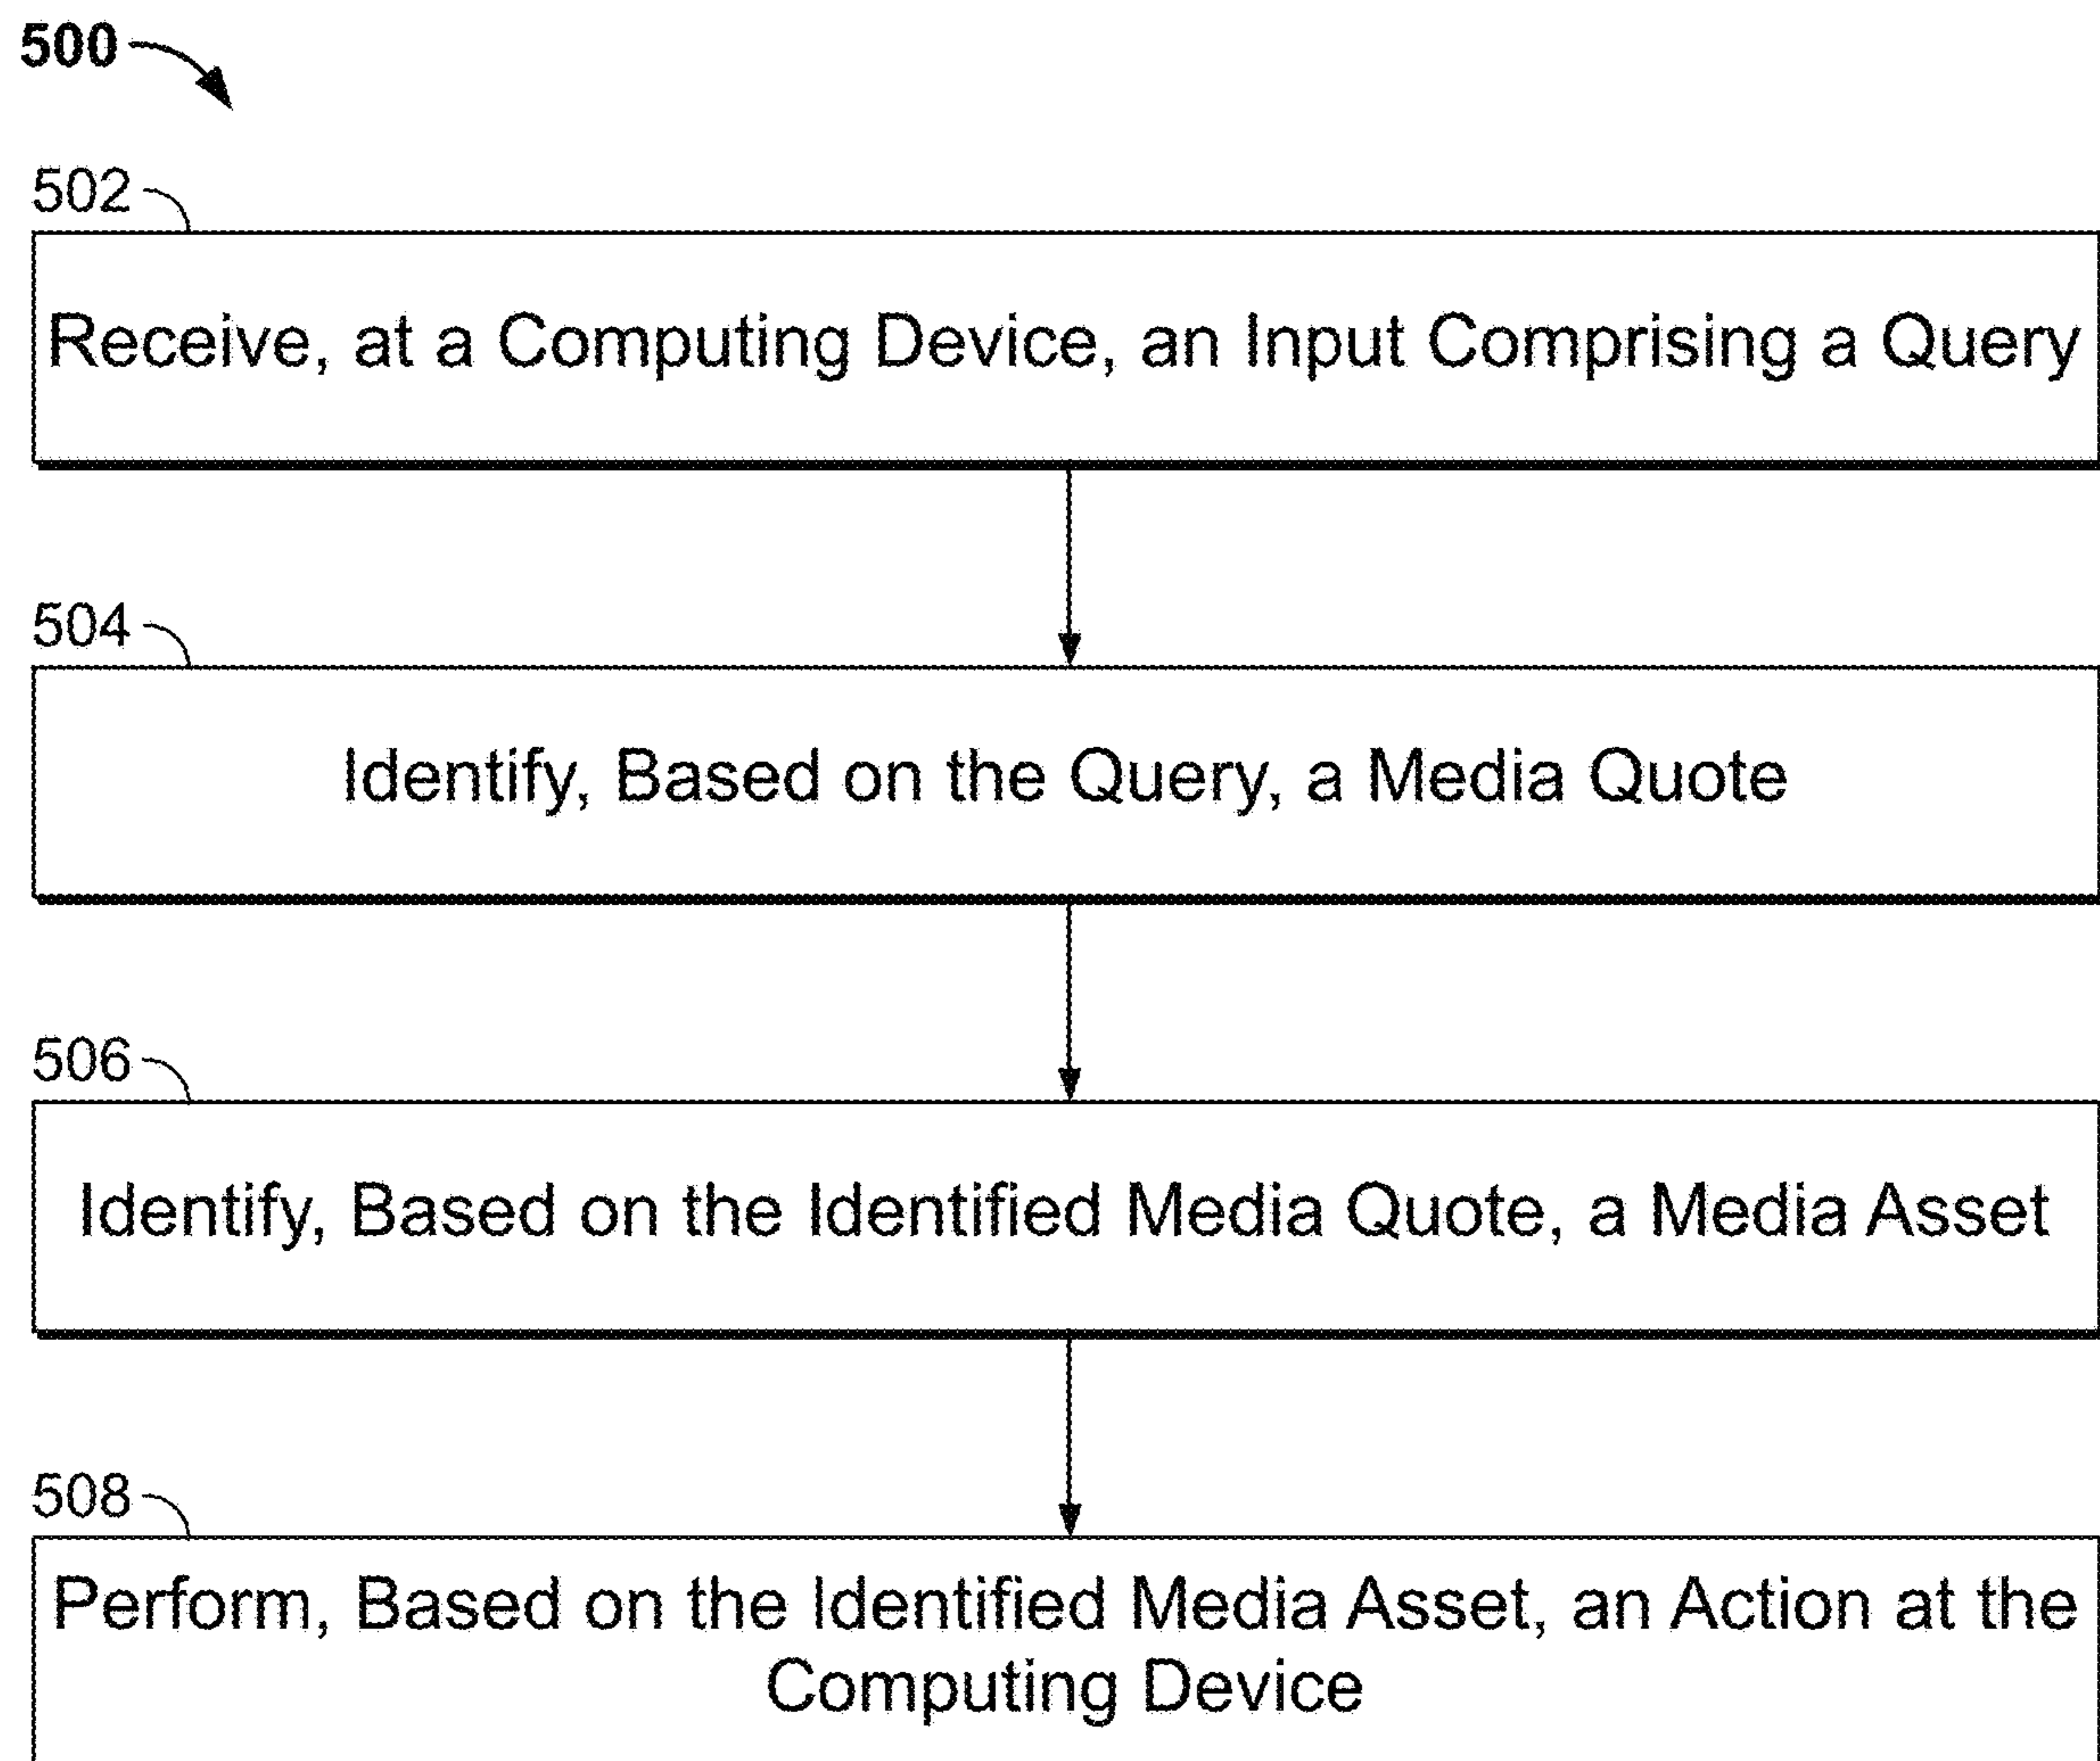 500
502
Receive, at a Computing Device, an Input Comprising a Query
504
Identify, Based on the Query, a Media Quote
506
Identify, Based on the Identified Media Quote, a Media Asset
508
Perform, Based on the Identified Media Asset, an Action at the
Computing Device